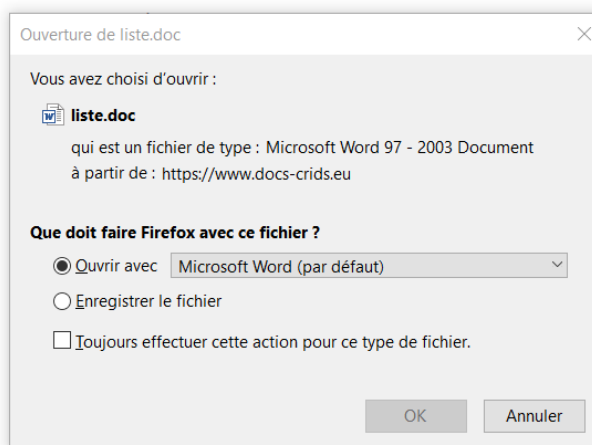 Ouverture de liste.doc
Vous avez choisi d'ouvrir :
liste.doc
qui est un fichier de type : Microsoft Word 97 - 2003 Document
à partir de : https://www.docs-crids.eu
Que doit faire Firefox avec ce fichier ?
Ouvrir avec Microsoft Word (par défaut)
Enregistrer le fichier
Toujours effectuer cette action pour ce type de fichier.
OK Annuler